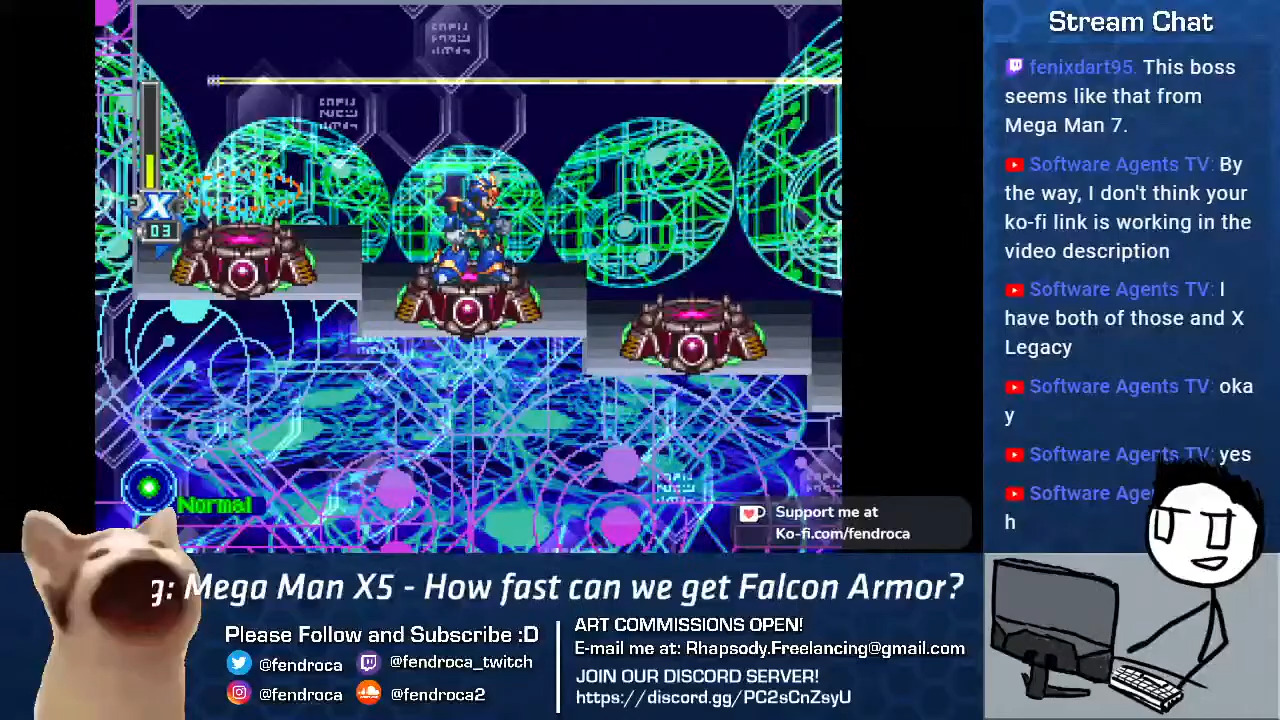 Stream Chat
fenixdart95: This boss
seems like that from
Mega Man 7.
Software Agents TV: By
the way, I don't think your
ko-fi link is working in the
video description
Software Agents TV: I
have both of those and X
Legacy
Software Agents TV: oka
y
Software Agents TV: yes
Software Age
h
X
03
Normal
Support me at
Ko-fi.com/fendroca
g: Mega Man X5 - How fast can we get Falcon Armor?
Please Follow and Subscribe :D
@fendroca @fendroca_twitch
@fendroca @fendroca2
ART COMMISSIONS OPEN!
E-mail me at: Rhapsody.Freelancing@gmail.com
JOIN OUR DISCORD SERVER!
https://discord.gg/PC2sCnZsyU